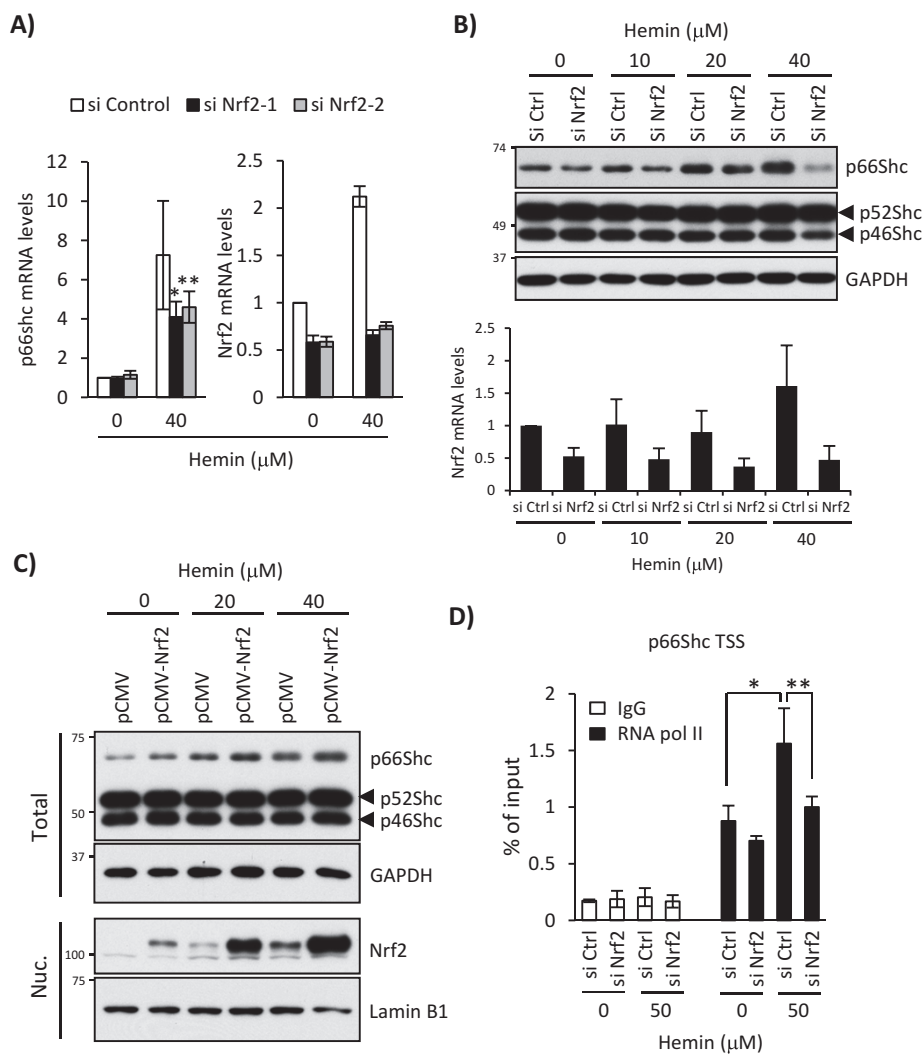 A)
si Control si Nrf2-1 si Nrf2-2
p66shc mRNA levels
12
10
8
6
4
2
0
* **
0 40
Nrf2 mRNA levels
2.5
2
1.5
1
0.5
0
0 40
Hemin (μM)
B)
Hemin (μM)
0 10 20 40
Si Ctrl si Nrf2 Si Ctrl si Nrf2 Si Ctrl si Nrf2 Si Ctrl si Nrf2
74
p66Shc
p52Shc
49
p46Shc
37
GAPDH
Nrf2 mRNA levels
2.5
2
1.5
1
0.5
0
si Ctrl si Nrf2 si Ctrl si Nrf2 si Ctrl si Nrf2 si Ctrl si Nrf2
0 10 20 40
Hemin (μM)
C)
Hemin (μM)
0 20 40
pCMV pCMV-Nrf2 pCMV pCMV-Nrf2 pCMV pCMV-Nrf2
Total
75
p66Shc
p52Shc
50
p46Shc
37
GAPDH
Nuc.
Nrf2
100
75
Lamin B1
D)
p66Shc TSS
IgG
RNA pol II
* **
% of input
2
1.5
1
0.5
0
si Ctrl si Nrf2 si Ctrl si Nrf2 si Ctrl si Nrf2 si Ctrl si Nrf2
0 50 0 50
Hemin (μM)